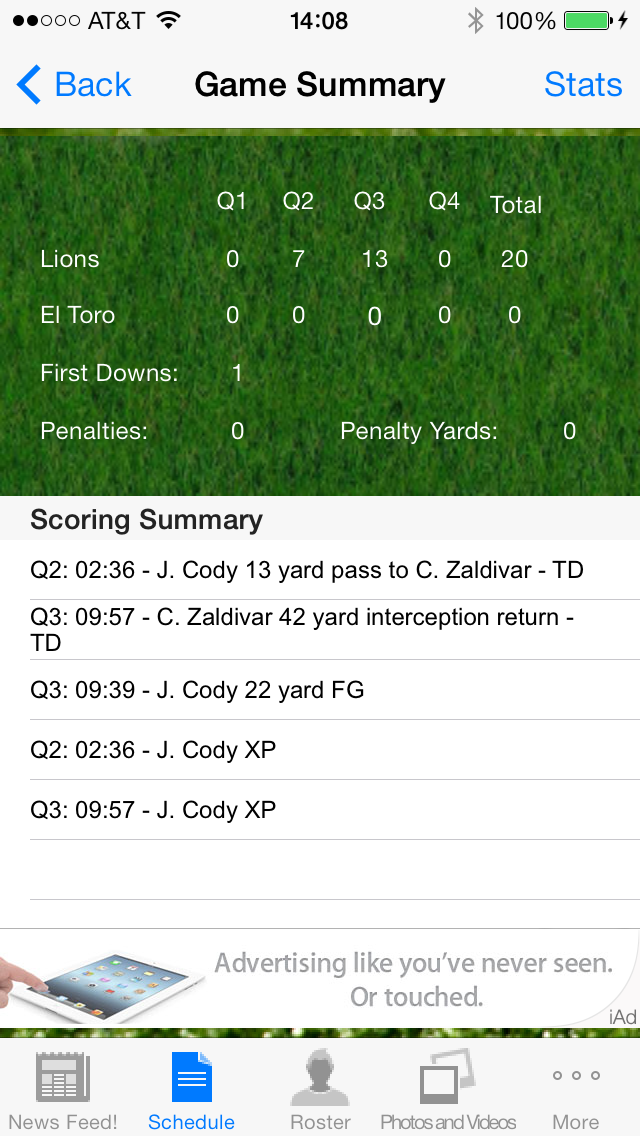 AT&T 14:08 100%
Back Game Summary Stats
Q1 Q2 Q3 Q4 Total
Lions 0 7 13 0 20
El Toro 0 0 0 0 0
First Downs: 1
Penalties: 0 Penalty Yards: 0
Scoring Summary
Q2: 02:36 - J. Cody 13 yard pass to C. Zaldivar - TD
Q3: 09:57 - C. Zaldivar 42 yard interception return -
TD
Q3: 09:39 - J. Cody 22 yard FG
Q2: 02:36 - J. Cody XP
Q3: 09:57 - J. Cody XP
Advertising like you've never seen.
Or touched.
iAd
News Feed! Schedule Roster Photos and Videos More